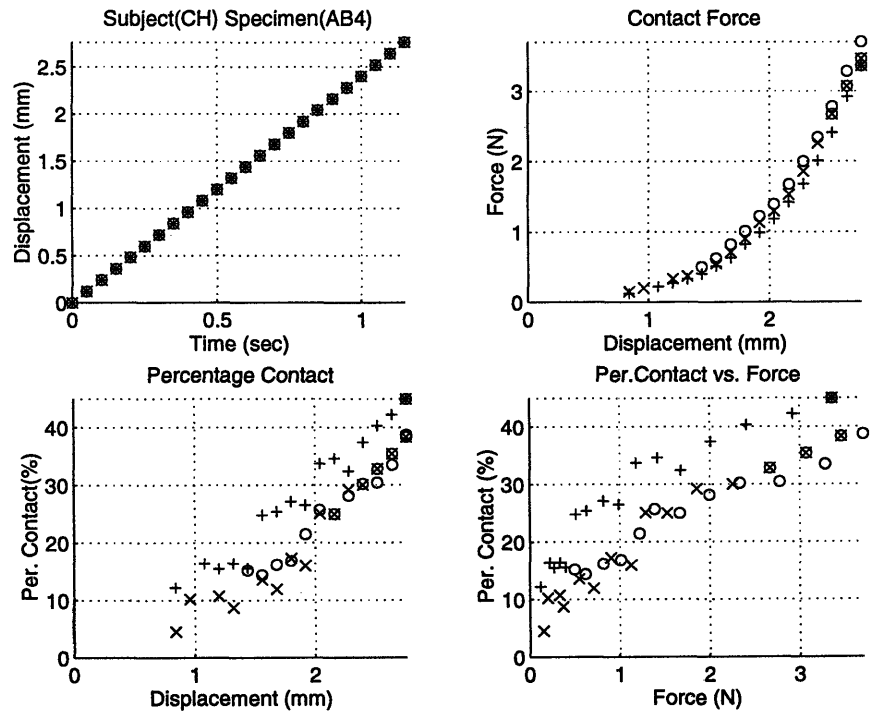 Subject(CH) Specimen(AB4)
Displacement (mm)
2.5
2
1.5
1
0.5
0
0
0.5
1
Time (sec)
Contact Force
Force (N)
3
2
1
0
0
1
2
Displacement (mm)
Percentage Contact
Per. Contact(%)
40
30
20
10
0
0
1
2
Displacement (mm)
Per.Contact vs. Force
Per. Contact (%)
40
30
20
10
0
0
1
2
3
Force (N)